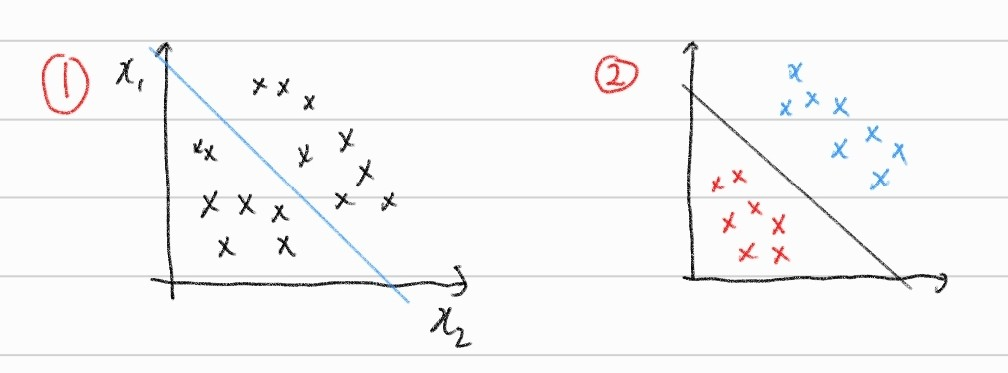 ①
x₁
x₂
②